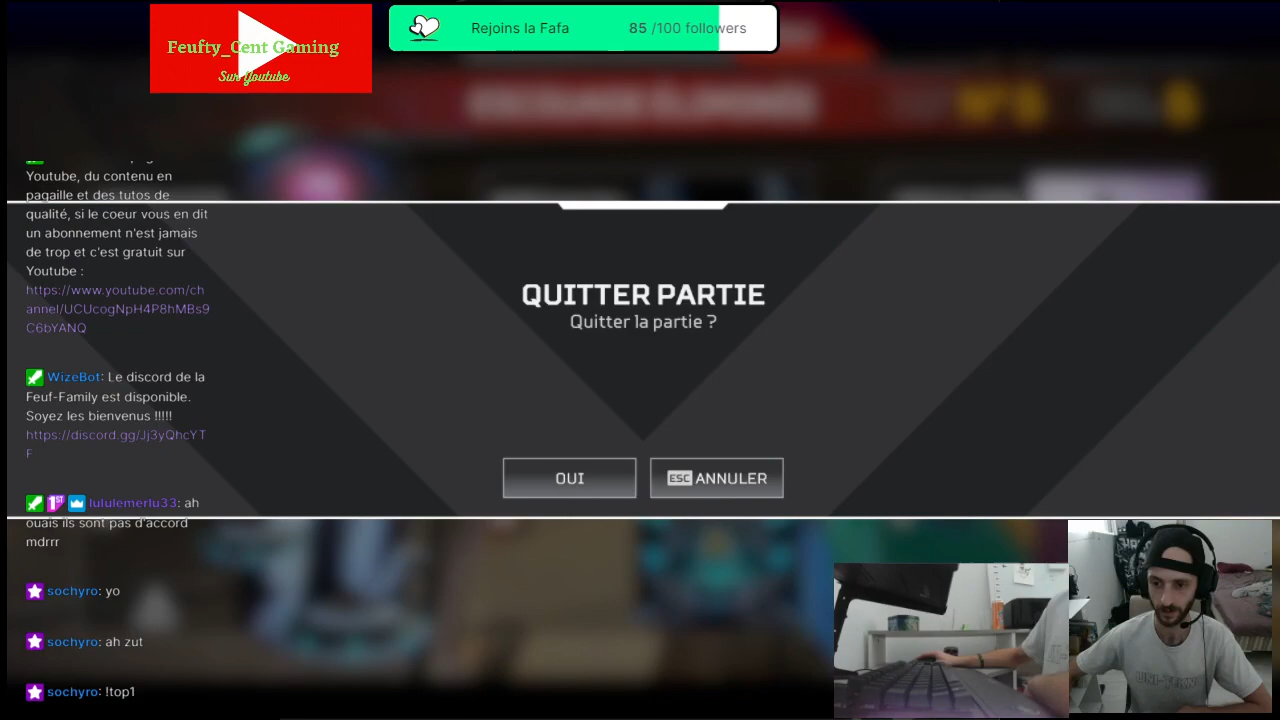 Feufty_Cent Gaming
Sur Youtube
Rejoins la Fafa 85 /100 followers
Youtube, du contenu en
pagaille et des tutos de
qualité, si le coeur vous en dit
un abonnement n'est jamais
de trop et c'est gratuit sur
Youtube :
https://www.youtube.com/ch
annel/UCUcogNpH4P8hMBs9
C6bYANQ
WizeBot: Le discord de la
Feuf-Family est disponible.
Soyez les bienvenus !!!!!
https://discord.gg/Jj3yQhcYT
F
1ST lululemerlu33: ah
ouais ils sont pas d'accord
mdrrr
sochyro: yo
sochyro: ah zut
sochyro: !top1
QUITTER PARTIE
Quitter la partie ?
OUI
ESC ANNULER
UNI-TEKN